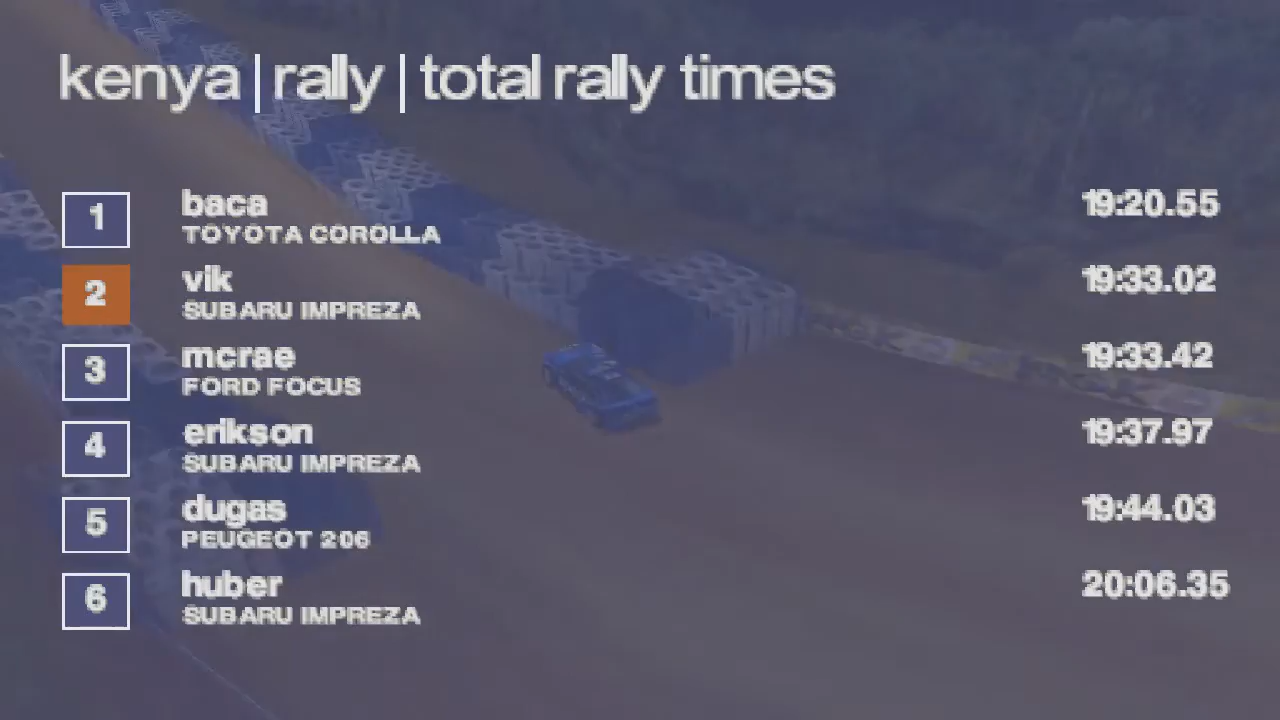 kenya | rally | total rally times
1 baca 19:20.55
TOYOTA COROLLA
2 vik 19:33.02
SUBARU IMPREZA
3 mcrae 19:33.42
FORD FOCUS
4 erikson 19:37.97
SUBARU IMPREZA
5 dugas 19:44.03
PEUGEOT 206
6 huber 20:06.35
SUBARU IMPREZA